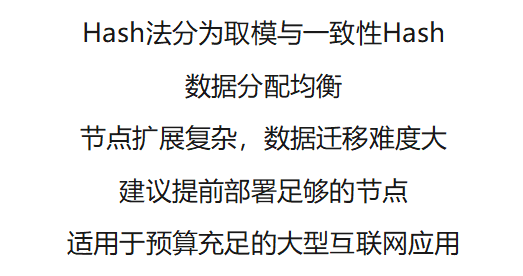 Hash法分为取模与一致性Hash
数据分配均衡
节点扩展复杂，数据迁移难度大
建议提前部署足够的节点
适用于预算充足的大型互联网应用